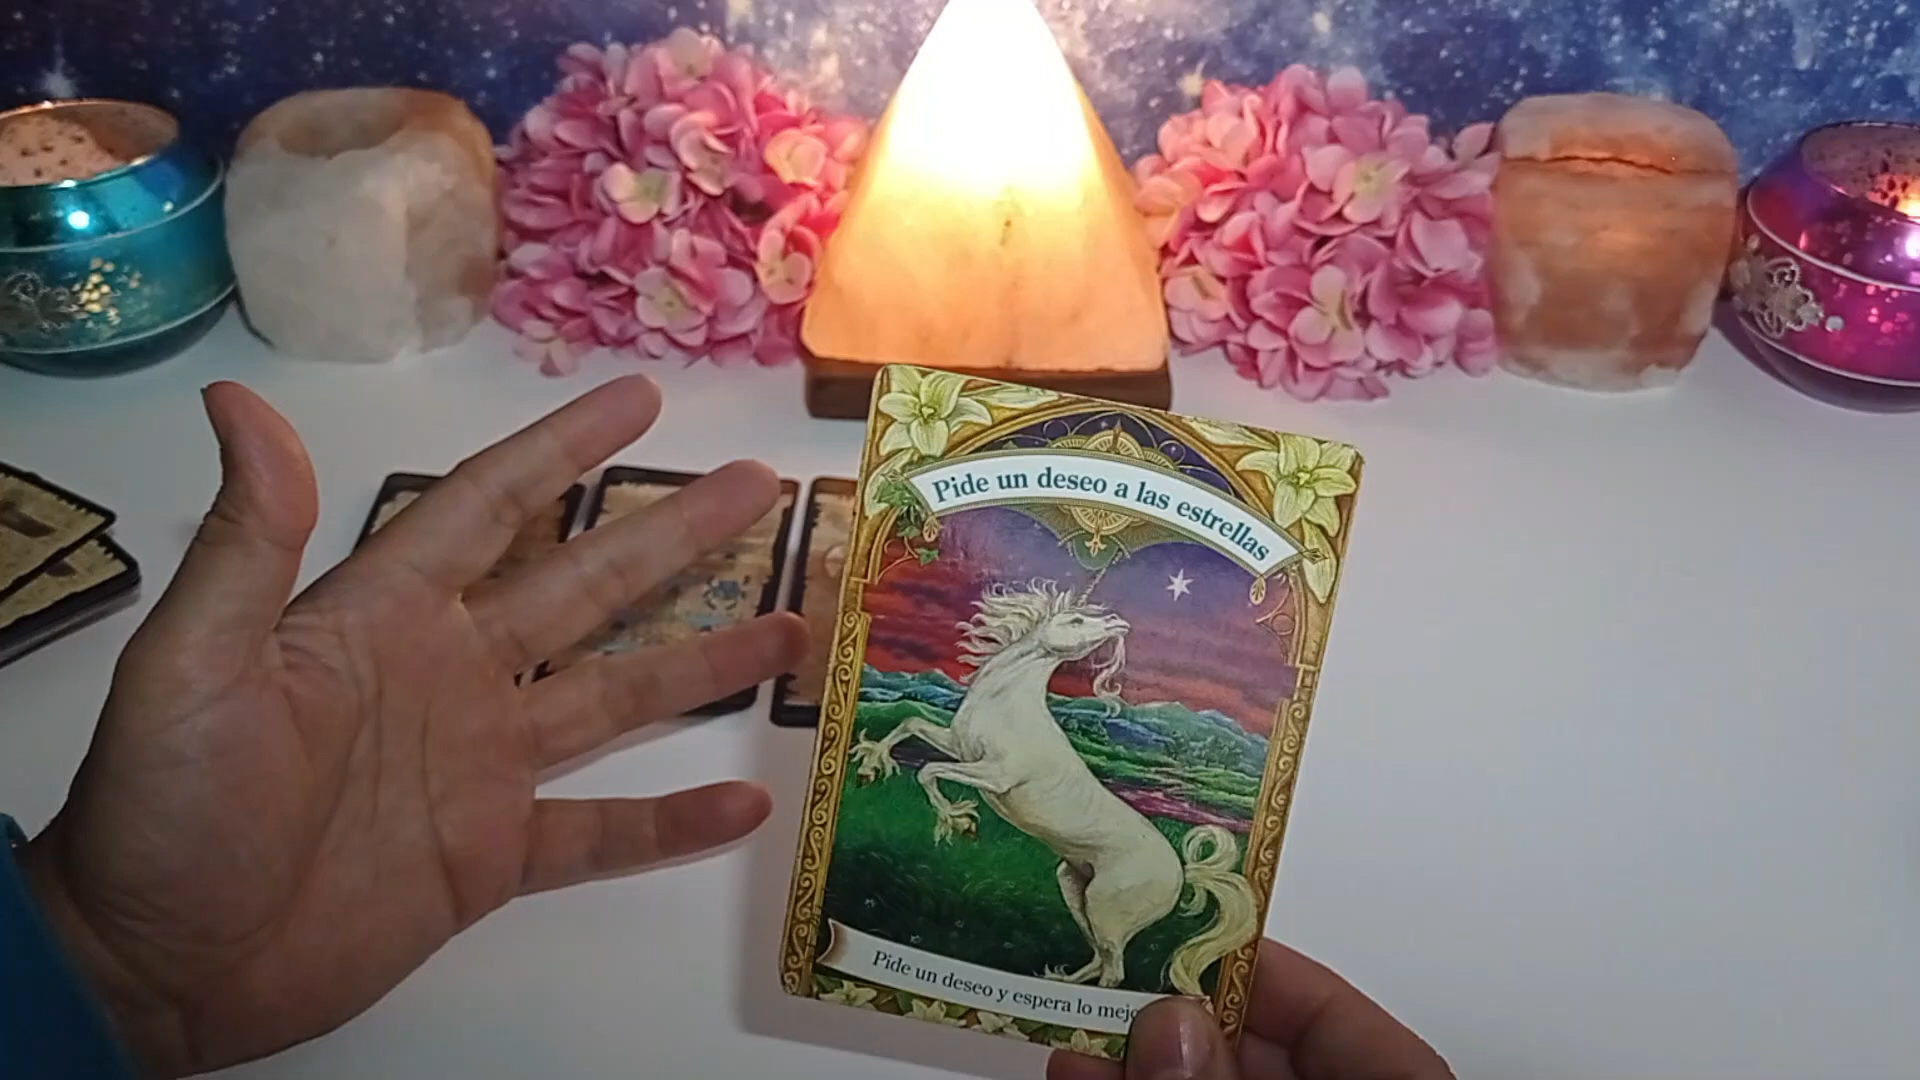 Pide un deseo a las estrellas
Pide un deseo y espera lo